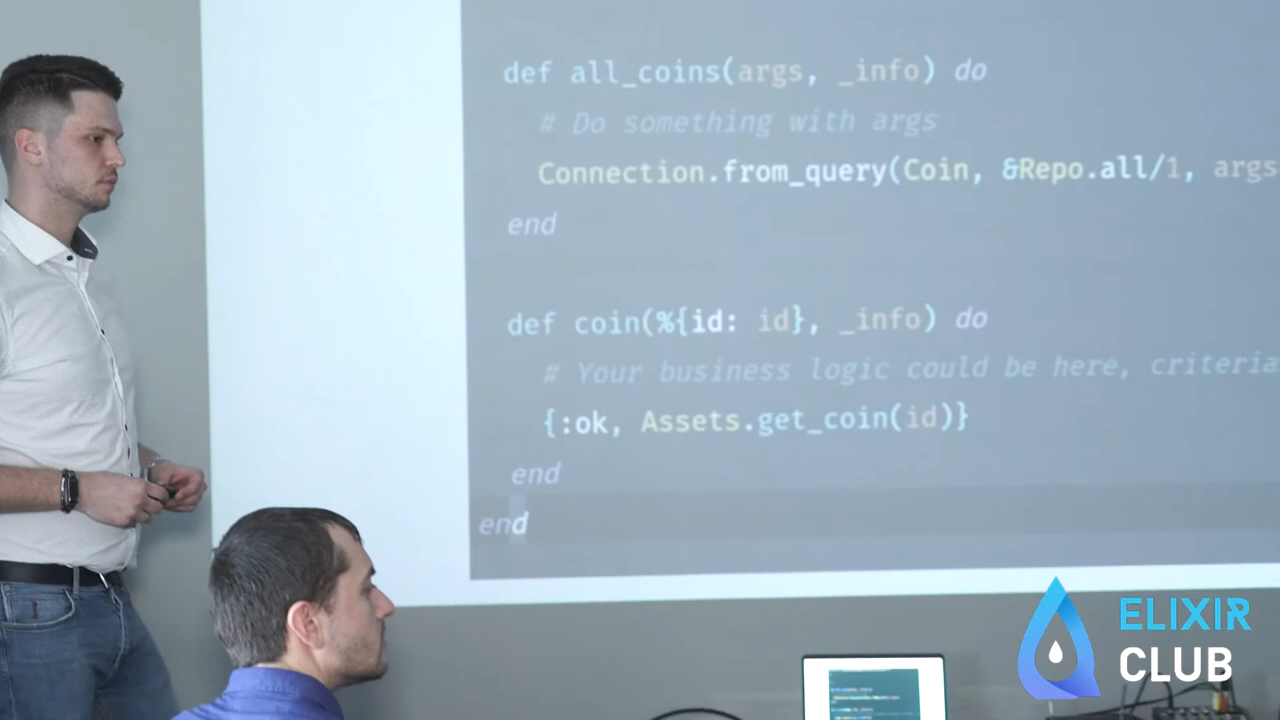 def all_coins(args, _info) do
# Do something with args
Connection.from_query(Coin, &Repo.all/1, args
end
def coin(%{id: id}, _info) do
# Your business logic could be here, criteria
{:ok, Assets.get_coin(id)}
end
end
ELIXIR
CLUB